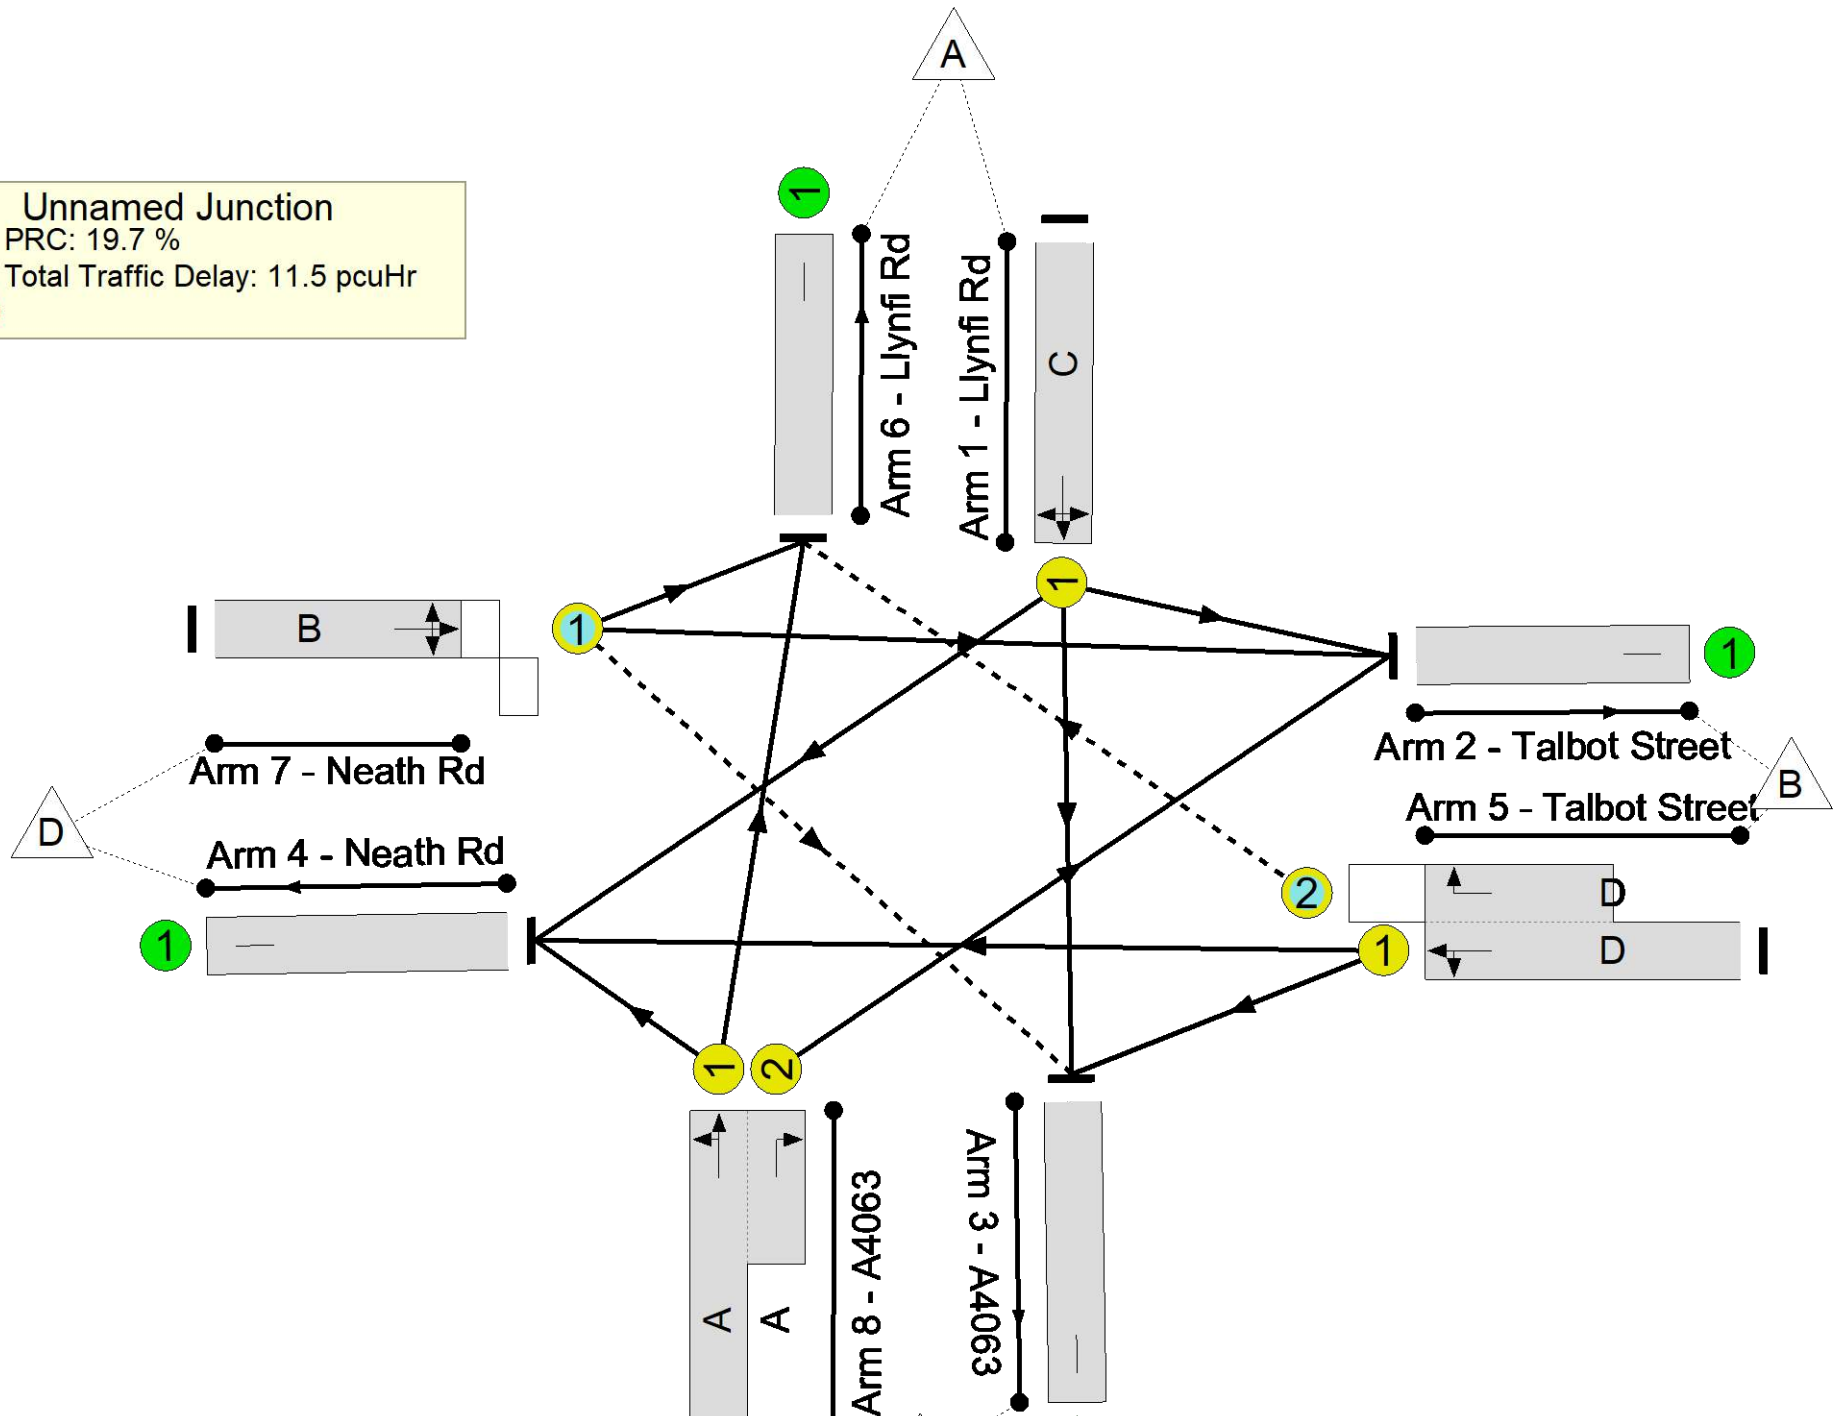 A
Unnamed Junction
PRC: 19.7 %
Total Traffic Delay: 11.5 pcuHr
1
Arm 6 - Llynfi Rd
Arm 1 - Llynfi Rd
C
1
B
1
1
Arm 7 - Neath Rd
Arm 2 - Talbot Street
B
D
Arm 5 - Talbot Street
Arm 4 - Neath Rd
2
D
1
1
D
1
2
A
A
Arm 8 - A4063
Arm 3 - A4063